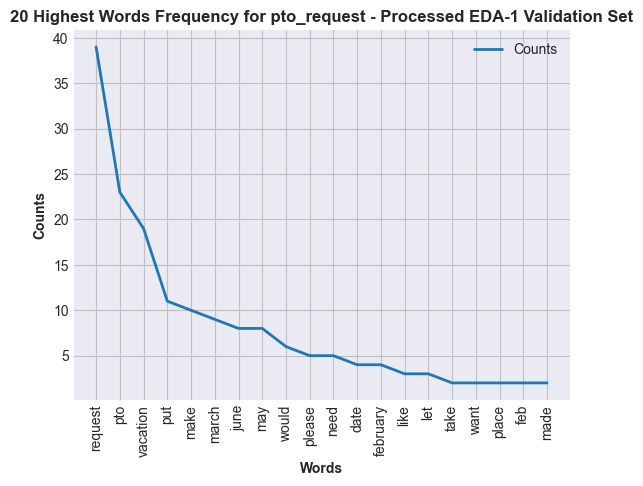 20 Highest Words Frequency for pto_request - Processed EDA-1 Validation Set
Counts
40
35
30
25
20
15
10
5
Counts
request
pto
vacation
put
make
march
june
may
would
please
need
date
february
like
let
take
want
place
feb
made
Words